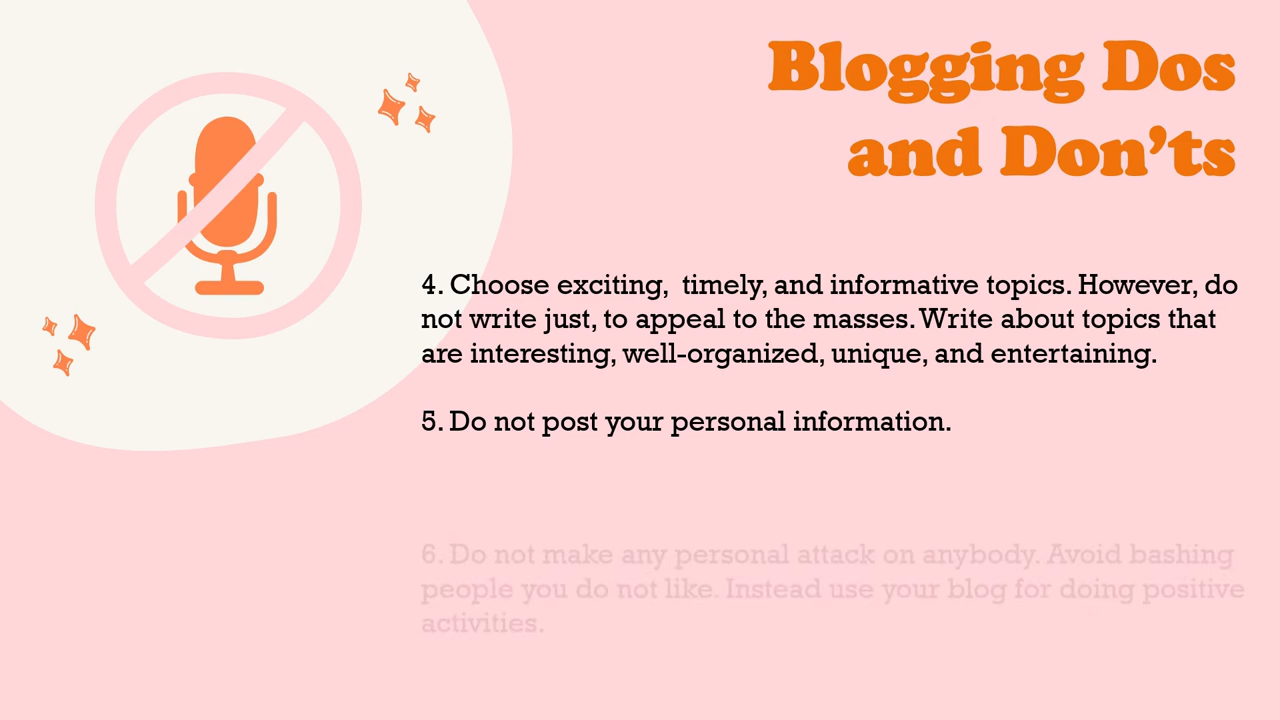 Blogging Dos
and Don’ts
4. Choose exciting,  timely, and informative topics. However, do
not write just, to appeal to the masses. Write about topics that
are interesting, well-organized, unique, and entertaining.
5. Do not post your personal information.
6. Do not make any personal attack on anybody. Avoid bashing
people you do not like. Instead use your blog for doing positive
activities.